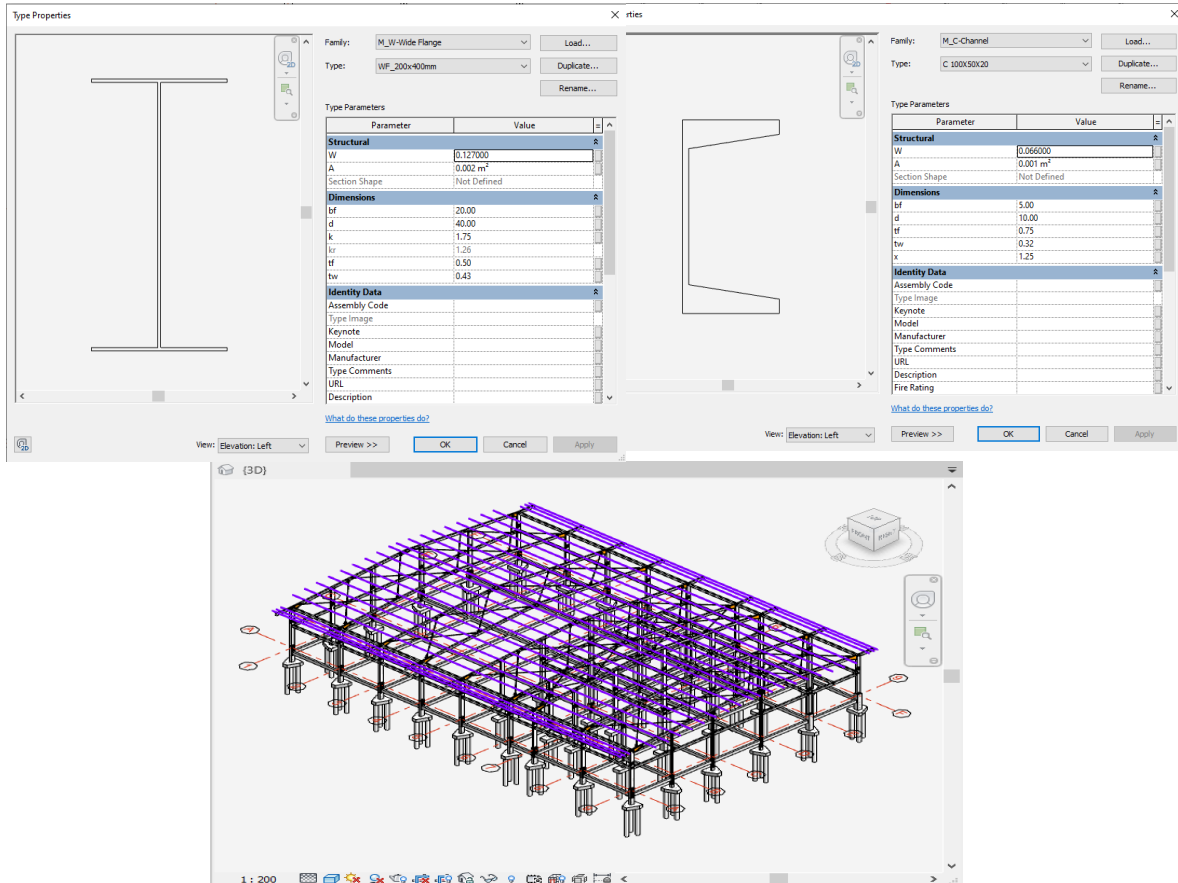 Type Properties
Family: M_W-Wide Flange Load...
Type: WF_200x400mm Duplicate...
Rename...
Type Parameters
Parameter Value =
Structural
W 0.127000
A 0.002 m²
Section Shape Not Defined
Dimensions
bf 20.00
d 40.00
k 1.75
kr 1.26
tf 0.50
tw 0.43
Identity Data
Assembly Code
Type Image
Keynote
Model
Manufacturer
Type Comments
URL
Description
What do these properties do?
2D
View: Elevation: Left Preview >> OK Cancel Apply
rties
Family: M_C-Channel Load...
Type: C 100X50X20 Duplicate...
Rename...
Type Parameters
Parameter Value =
Structural
W 0.066000
A 0.001 m²
Section Shape Not Defined
Dimensions
bf 5.00
d 10.00
tf 0.75
tw 0.32
x 1.25
Identity Data
Assembly Code
Type Image
Keynote
Model
Manufacturer
Type Comments
URL
Description
Fire Rating
What do these properties do?
2D
View: Elevation: Left Preview >> OK Cancel Apply
{3D}
TOP
FRONT RIGHT
1 : 200